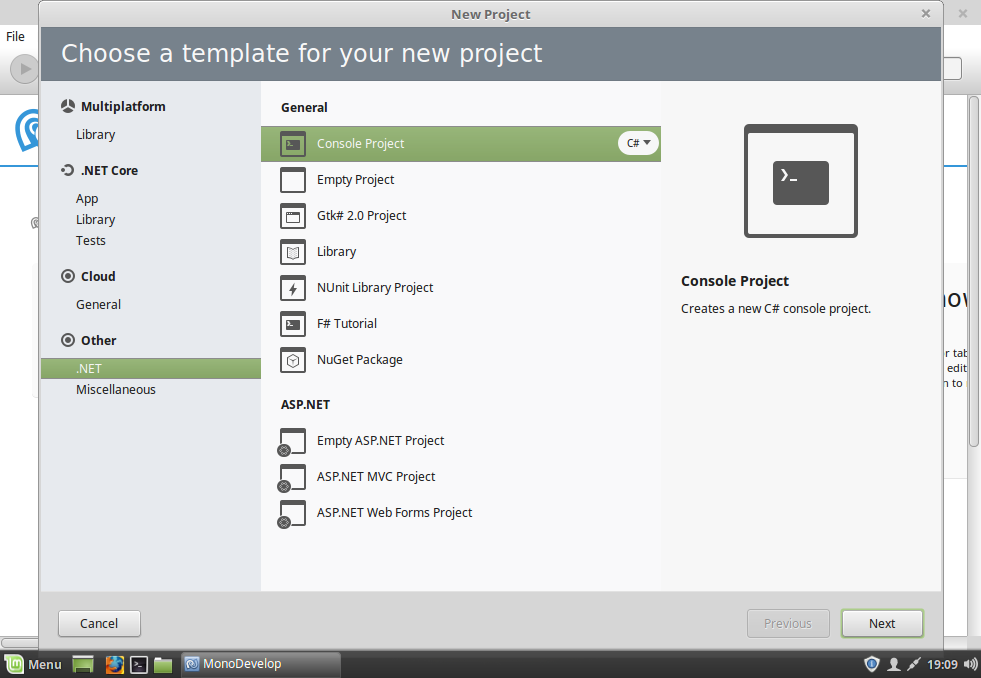 New Project
File
Choose a template for your new project
Multiplatform
Library
.NET Core
App
Library
Tests
Cloud
General
Other
.NET
Miscellaneous
General
Console Project
C#
Empty Project
Gtk# 2.0 Project
Library
NUnit Library Project
F# Tutorial
NuGet Package
ASP.NET
Empty ASP.NET Project
ASP.NET MVC Project
ASP.NET Web Forms Project
Console Project
Creates a new C# console project.
edit
to
Cancel
Previous
Next
Menu
MonoDevelop
19:09